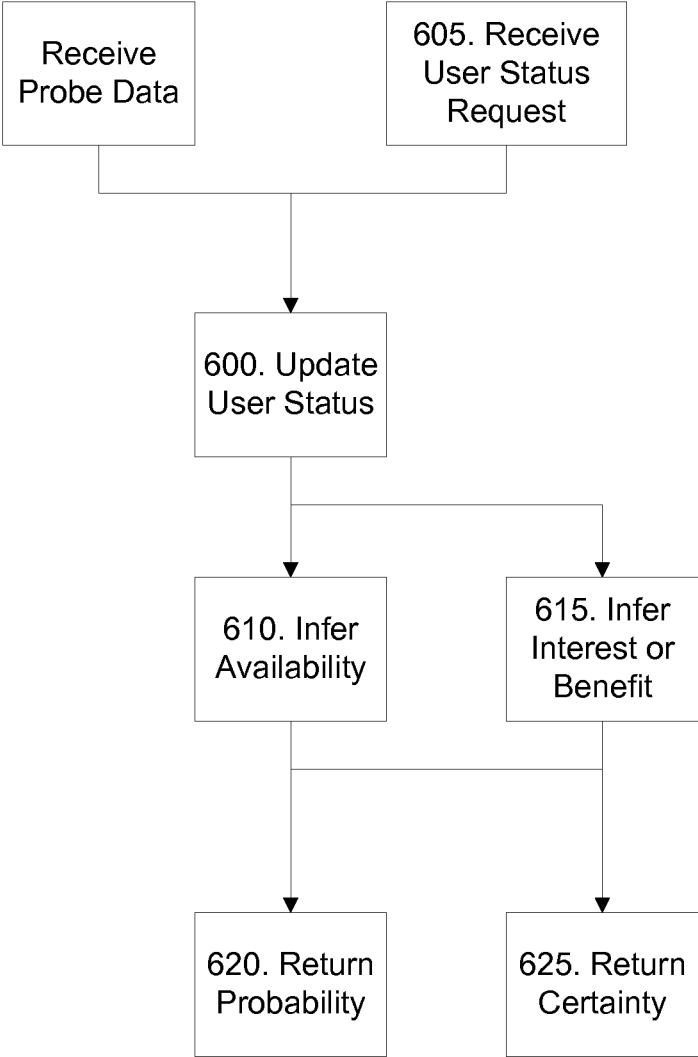 Receive
Probe Data
605. Receive
User Status
Request
600. Update
User Status
610. Infer
Availability
615. Infer
Interest or
Benefit
620. Return
Probability
625. Return
Certainty